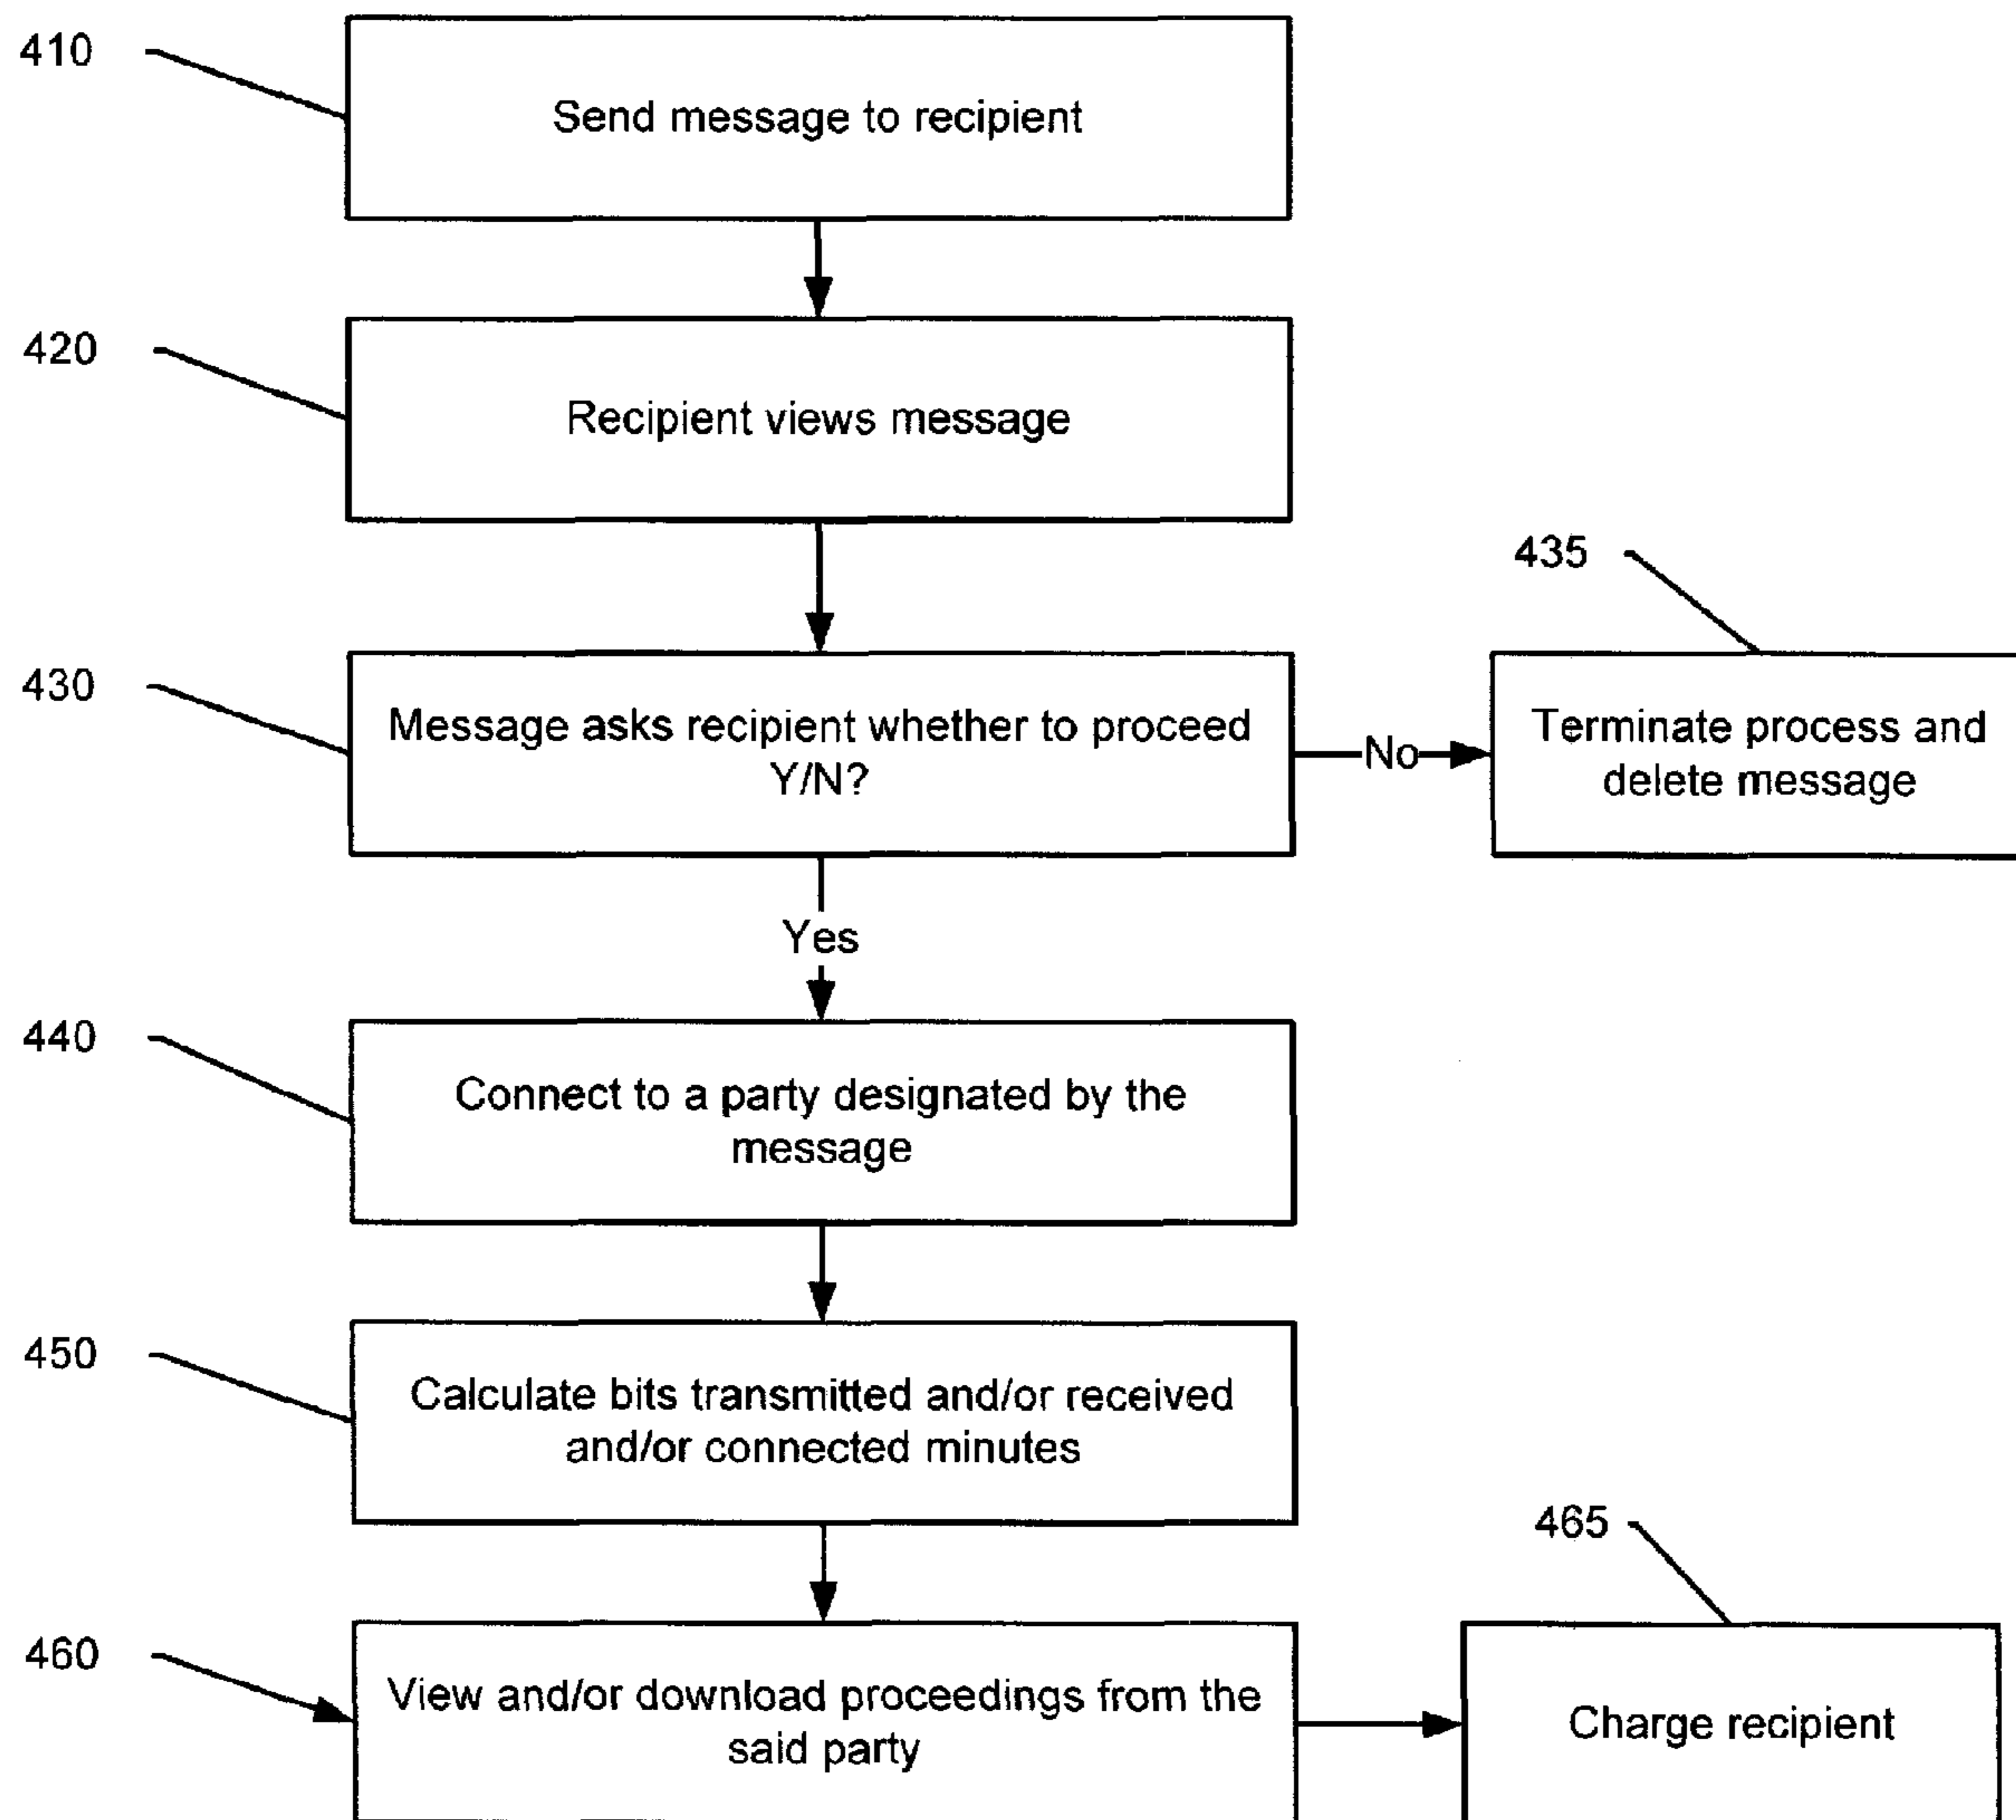 410
Send message to recipient
420
Recipient views message
435
430
Message asks recipient whether to proceed
Y/N?
No
Terminate process and
delete message
Yes
440
Connect to a party designated by the
message
450
Calculate bits transmitted and/or received
and/or connected minutes
465
460
View and/or download proceedings from the
said party
Charge recipient